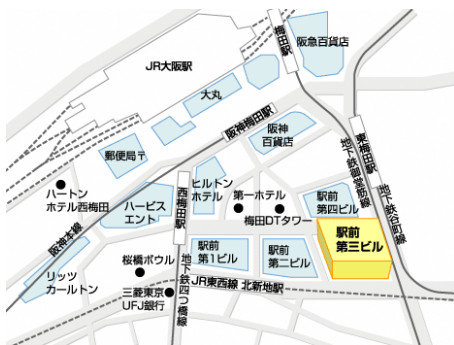 梅田駅
阪急百貨店
JR大阪駅
大丸
阪神梅田駅
阪神
百貨店
東梅田駅
郵便局〒
地下鉄御堂筋線
地下鉄谷町線
ハートン
ホテル西梅田
西梅田駅
ヒルトン
ホテル
第一ホテル
駅前
第四ビル
ハービス
エント
梅田DTタワー
阪神本線
駅前
第三ビル
駅前
第1ビル
駅前
第二ビル
桜橋ボウル
リッツ
カールトン
地下鉄四つ橋線
JR東西線 北新地駅
三菱東京
UFJ銀行